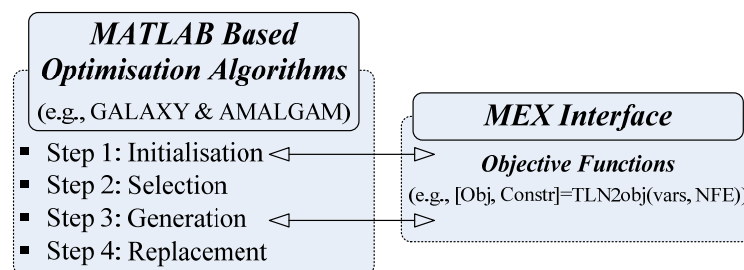 MATLAB Based
Optimisation Algorithms
(e.g., GALAXY & AMALGAM)
▪ Step 1: Initialisation
▪ Step 2: Selection
▪ Step 3: Generation
▪ Step 4: Replacement
MEX Interface
Objective Functions
(e.g., [Obj, Constr]=TLN2obj(vars, NFE))